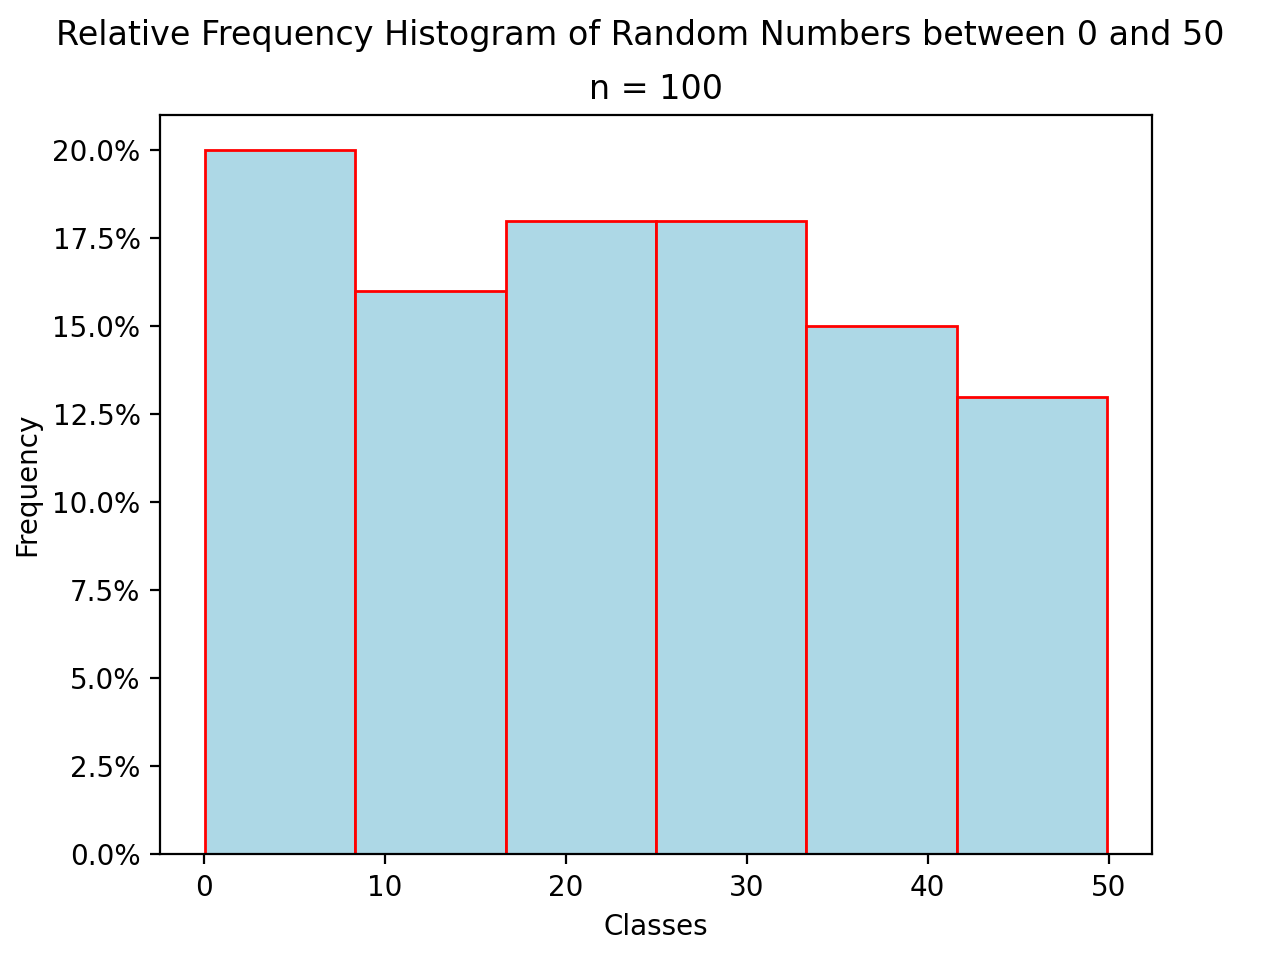 Relative Frequency Histogram of Random Numbers between 0 and 50
n = 100
20.0%
17.5%
15.0%
12.5%
10.0%
7.5%
5.0%
2.5%
0.0%
Frequency
0 10 20 30 40 50
Classes